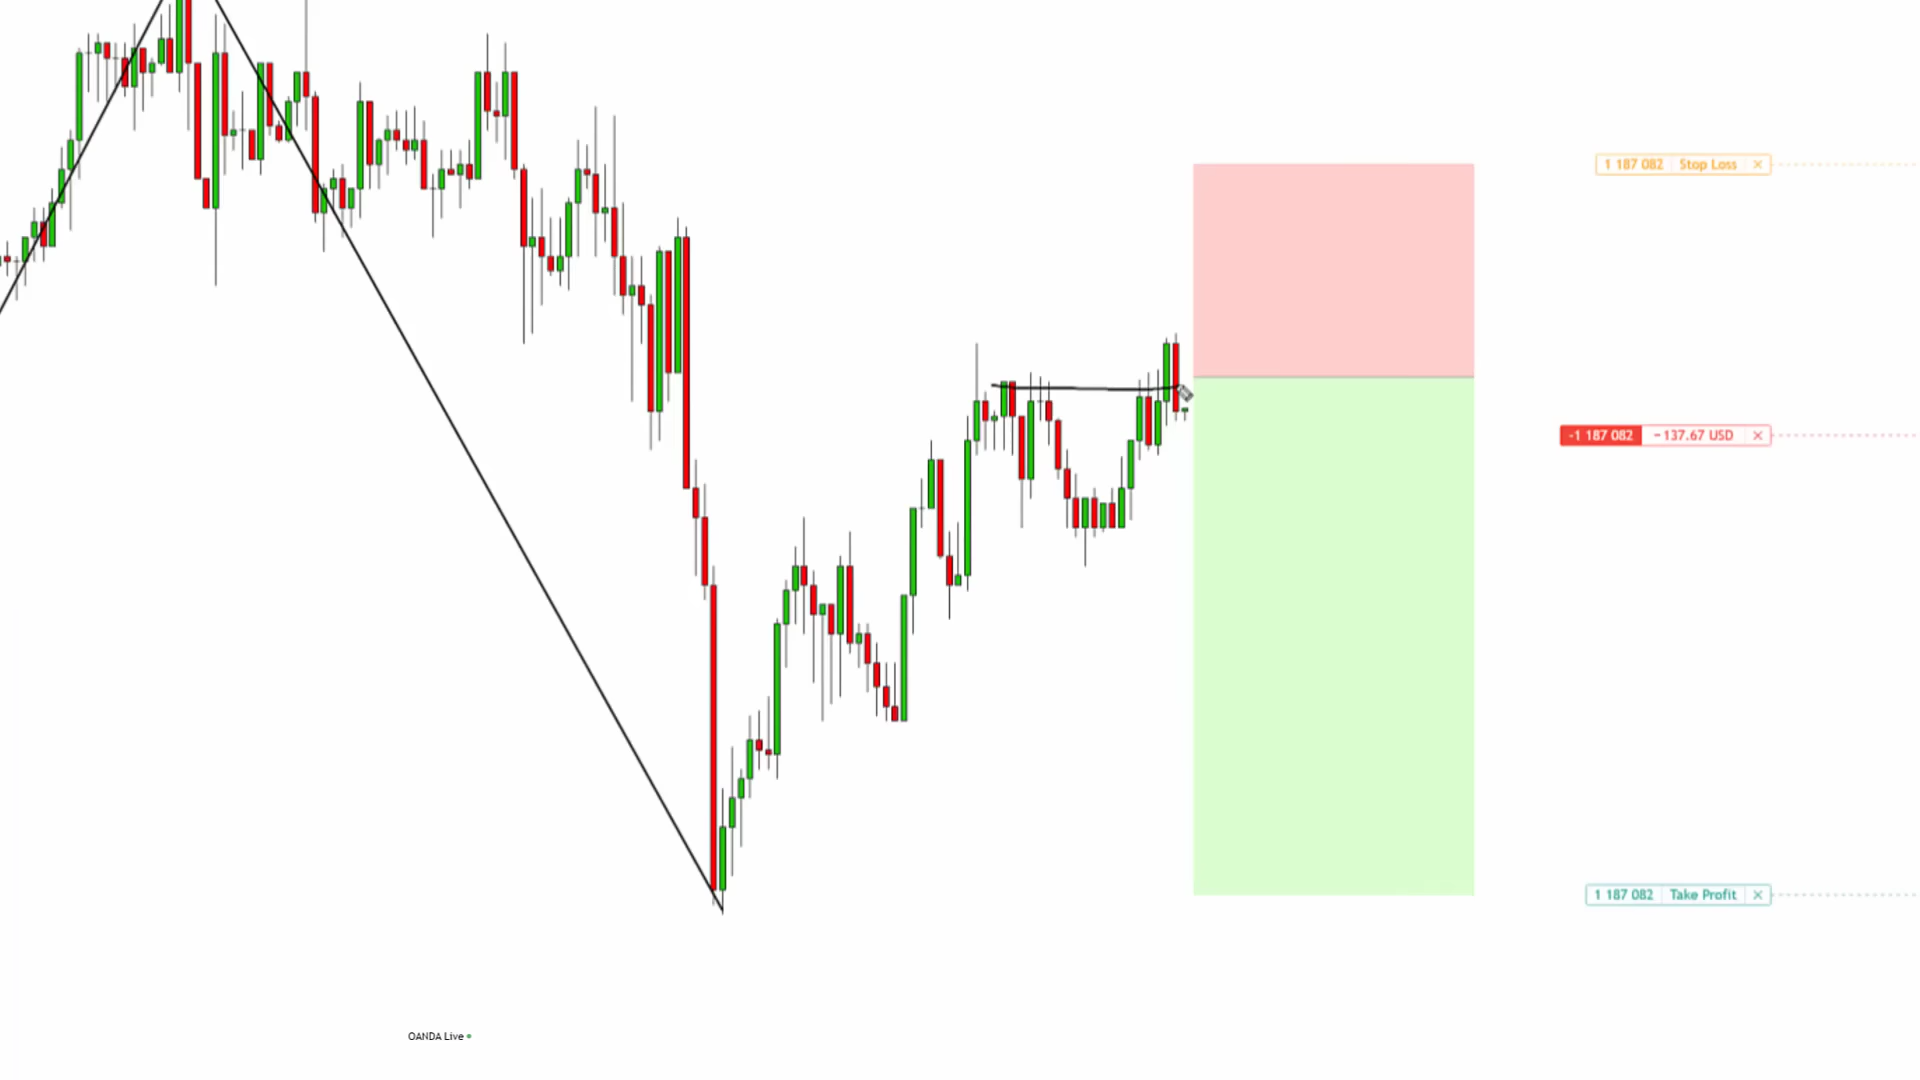 1 187 082 Stop Loss ×
-1 187 082 −137.67 USD ×
1 187 082 Take Profit ×
OANDA Live